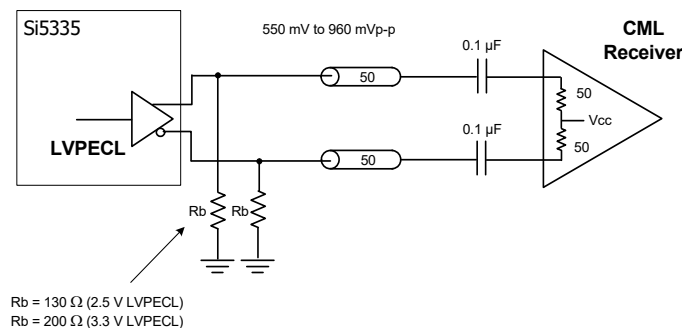 Si5335
550 mV to 960 mVp-p
CML
Receiver
0.1 µF
50
50
Vcc
LVPECL
0.1 µF
50
50
Rb
Rb
Rb = 130 Ω (2.5 V LVPECL)
Rb = 200 Ω (3.3 V LVPECL)